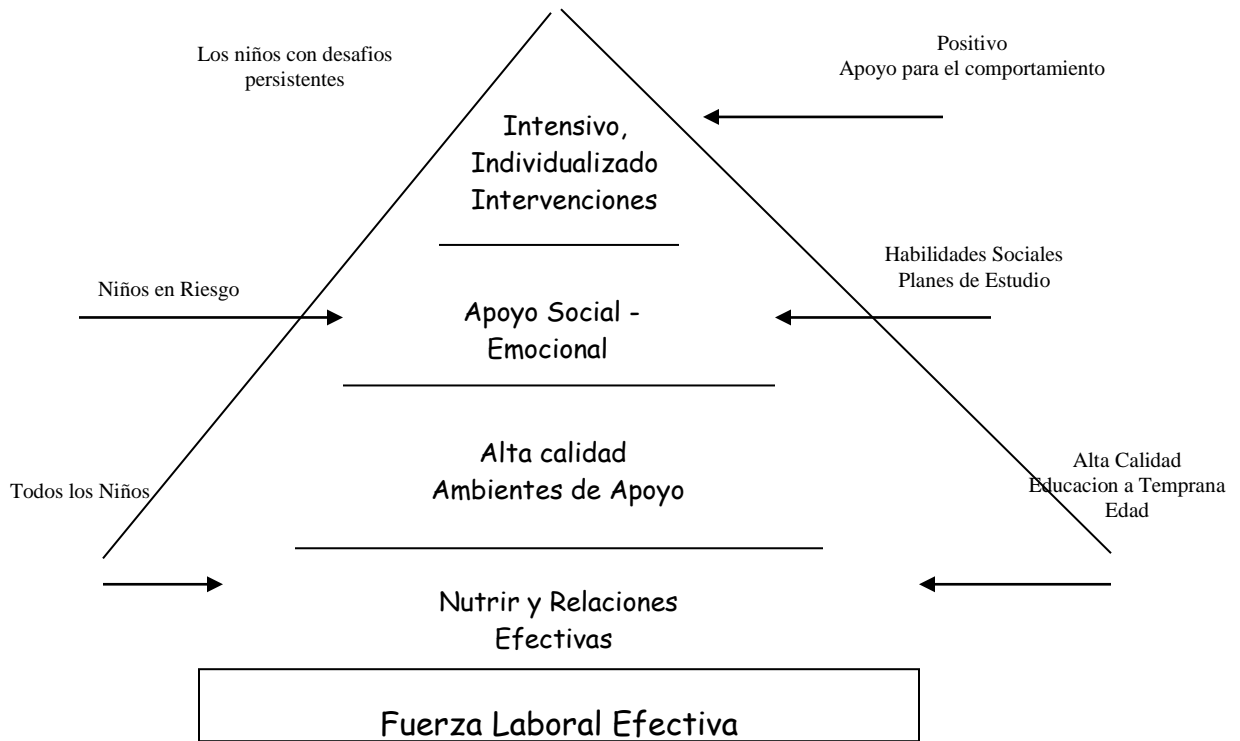 Los niños con desafios
persistentes
Positivo
Apoyo para el comportamiento
Intensivo,
Individualizado
Intervenciones
Niños en Riesgo
Habilidades Sociales
Planes de Estudio
Apoyo Social -
Emocional
Todos los Niños
Alta calidad
Ambientes de Apoyo
Alta Calidad
Educacion a Temprana
Edad
Nutrir y Relaciones
Efectivas
Fuerza Laboral Efectiva